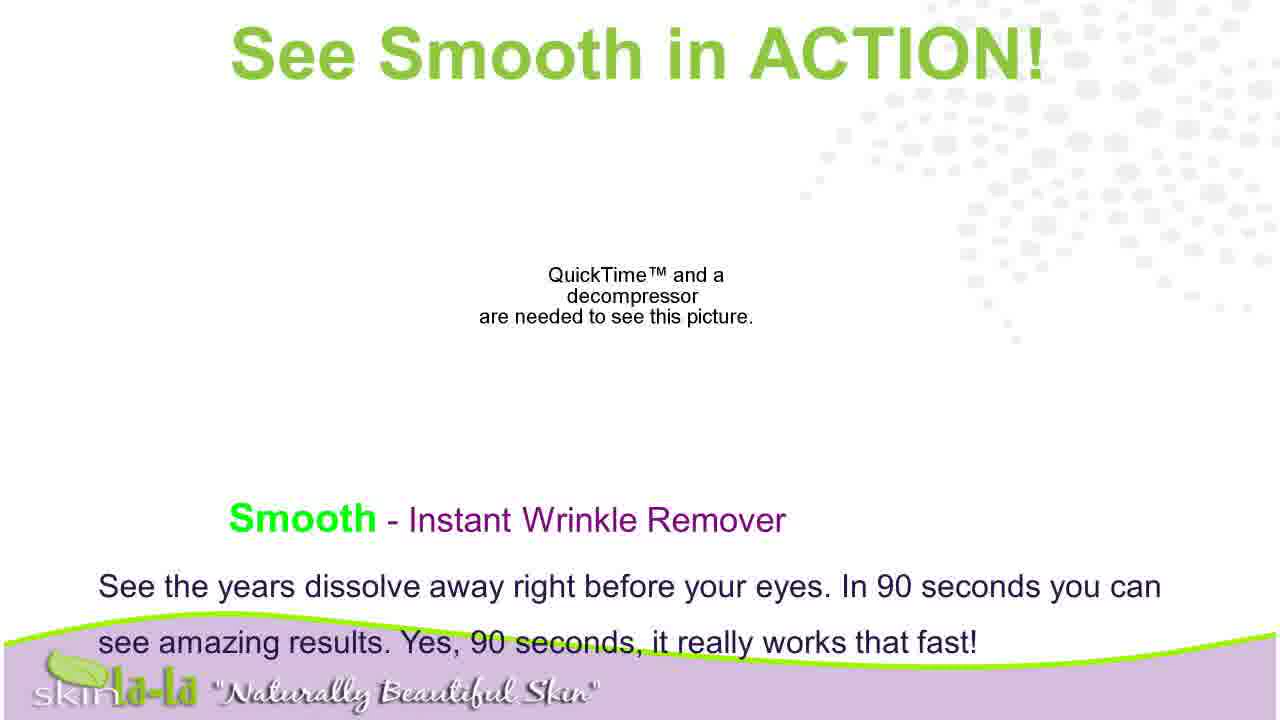 See Smooth in ACTION!
QuickTime™ and a
decompressor
are needed to see this picture.
Smooth - Instant Wrinkle Remover
See the years dissolve away right before your eyes. In 90 seconds you can
see amazing results. Yes, 90 seconds, it really works that fast!
skin lā-lā "Naturally Beautiful Skin"